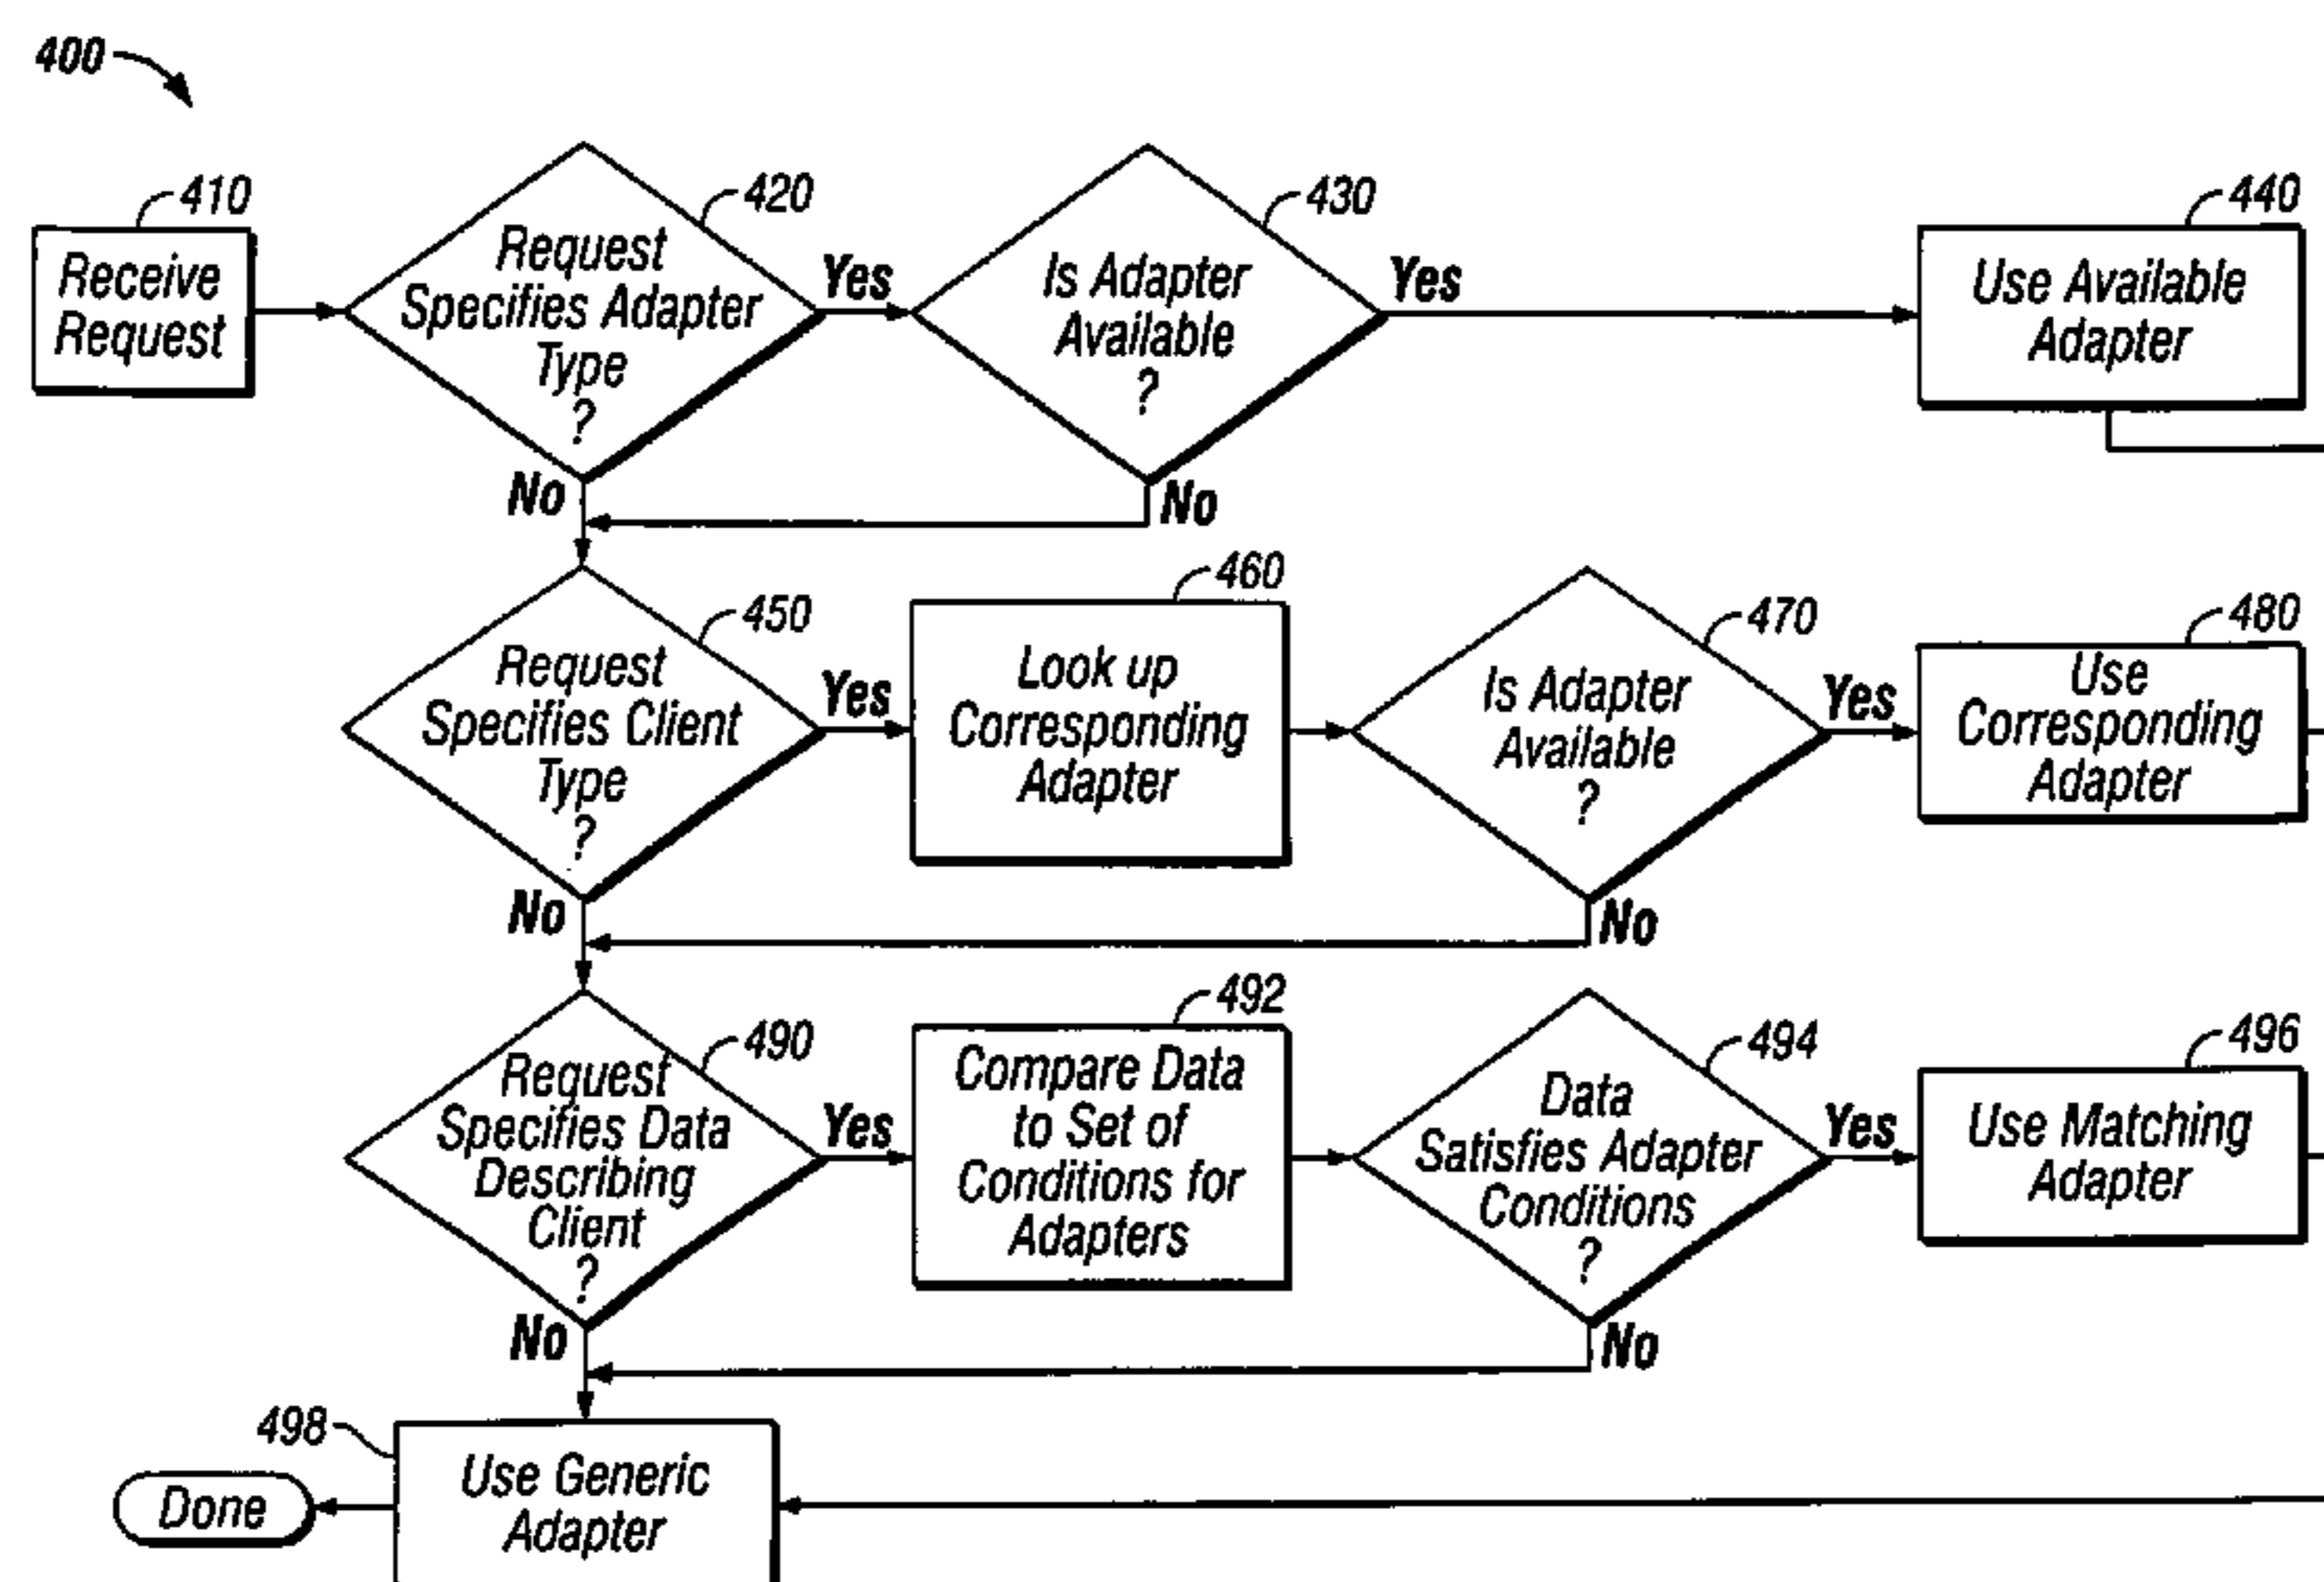 400
410
Receive
Request
420
Request
Specifies Adapter
Type
?
Yes
No
430
Is Adapter
Available
?
Yes
No
440
Use Available
Adapter
450
Request
Specifies Client
Type
?
Yes
No
460
Look up
Corresponding
Adapter
470
Is Adapter
Available
?
Yes
No
480
Use
Corresponding
Adapter
490
Request
Specifies Data
Describing
Client
?
Yes
No
492
Compare Data
to Set of
Conditions for
Adapters
494
Data
Satisfies Adapter
Conditions
?
Yes
No
496
Use Matching
Adapter
498
Use Generic
Adapter
Done